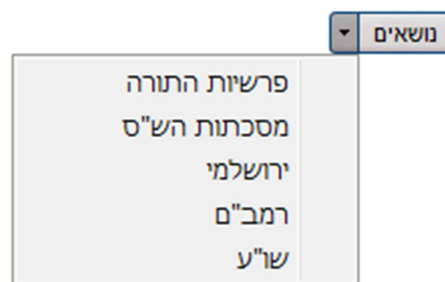 נושאים
פרשיות התורה
מסכתות הש"ס
ירושלמי
רמב"ם
שו"ע